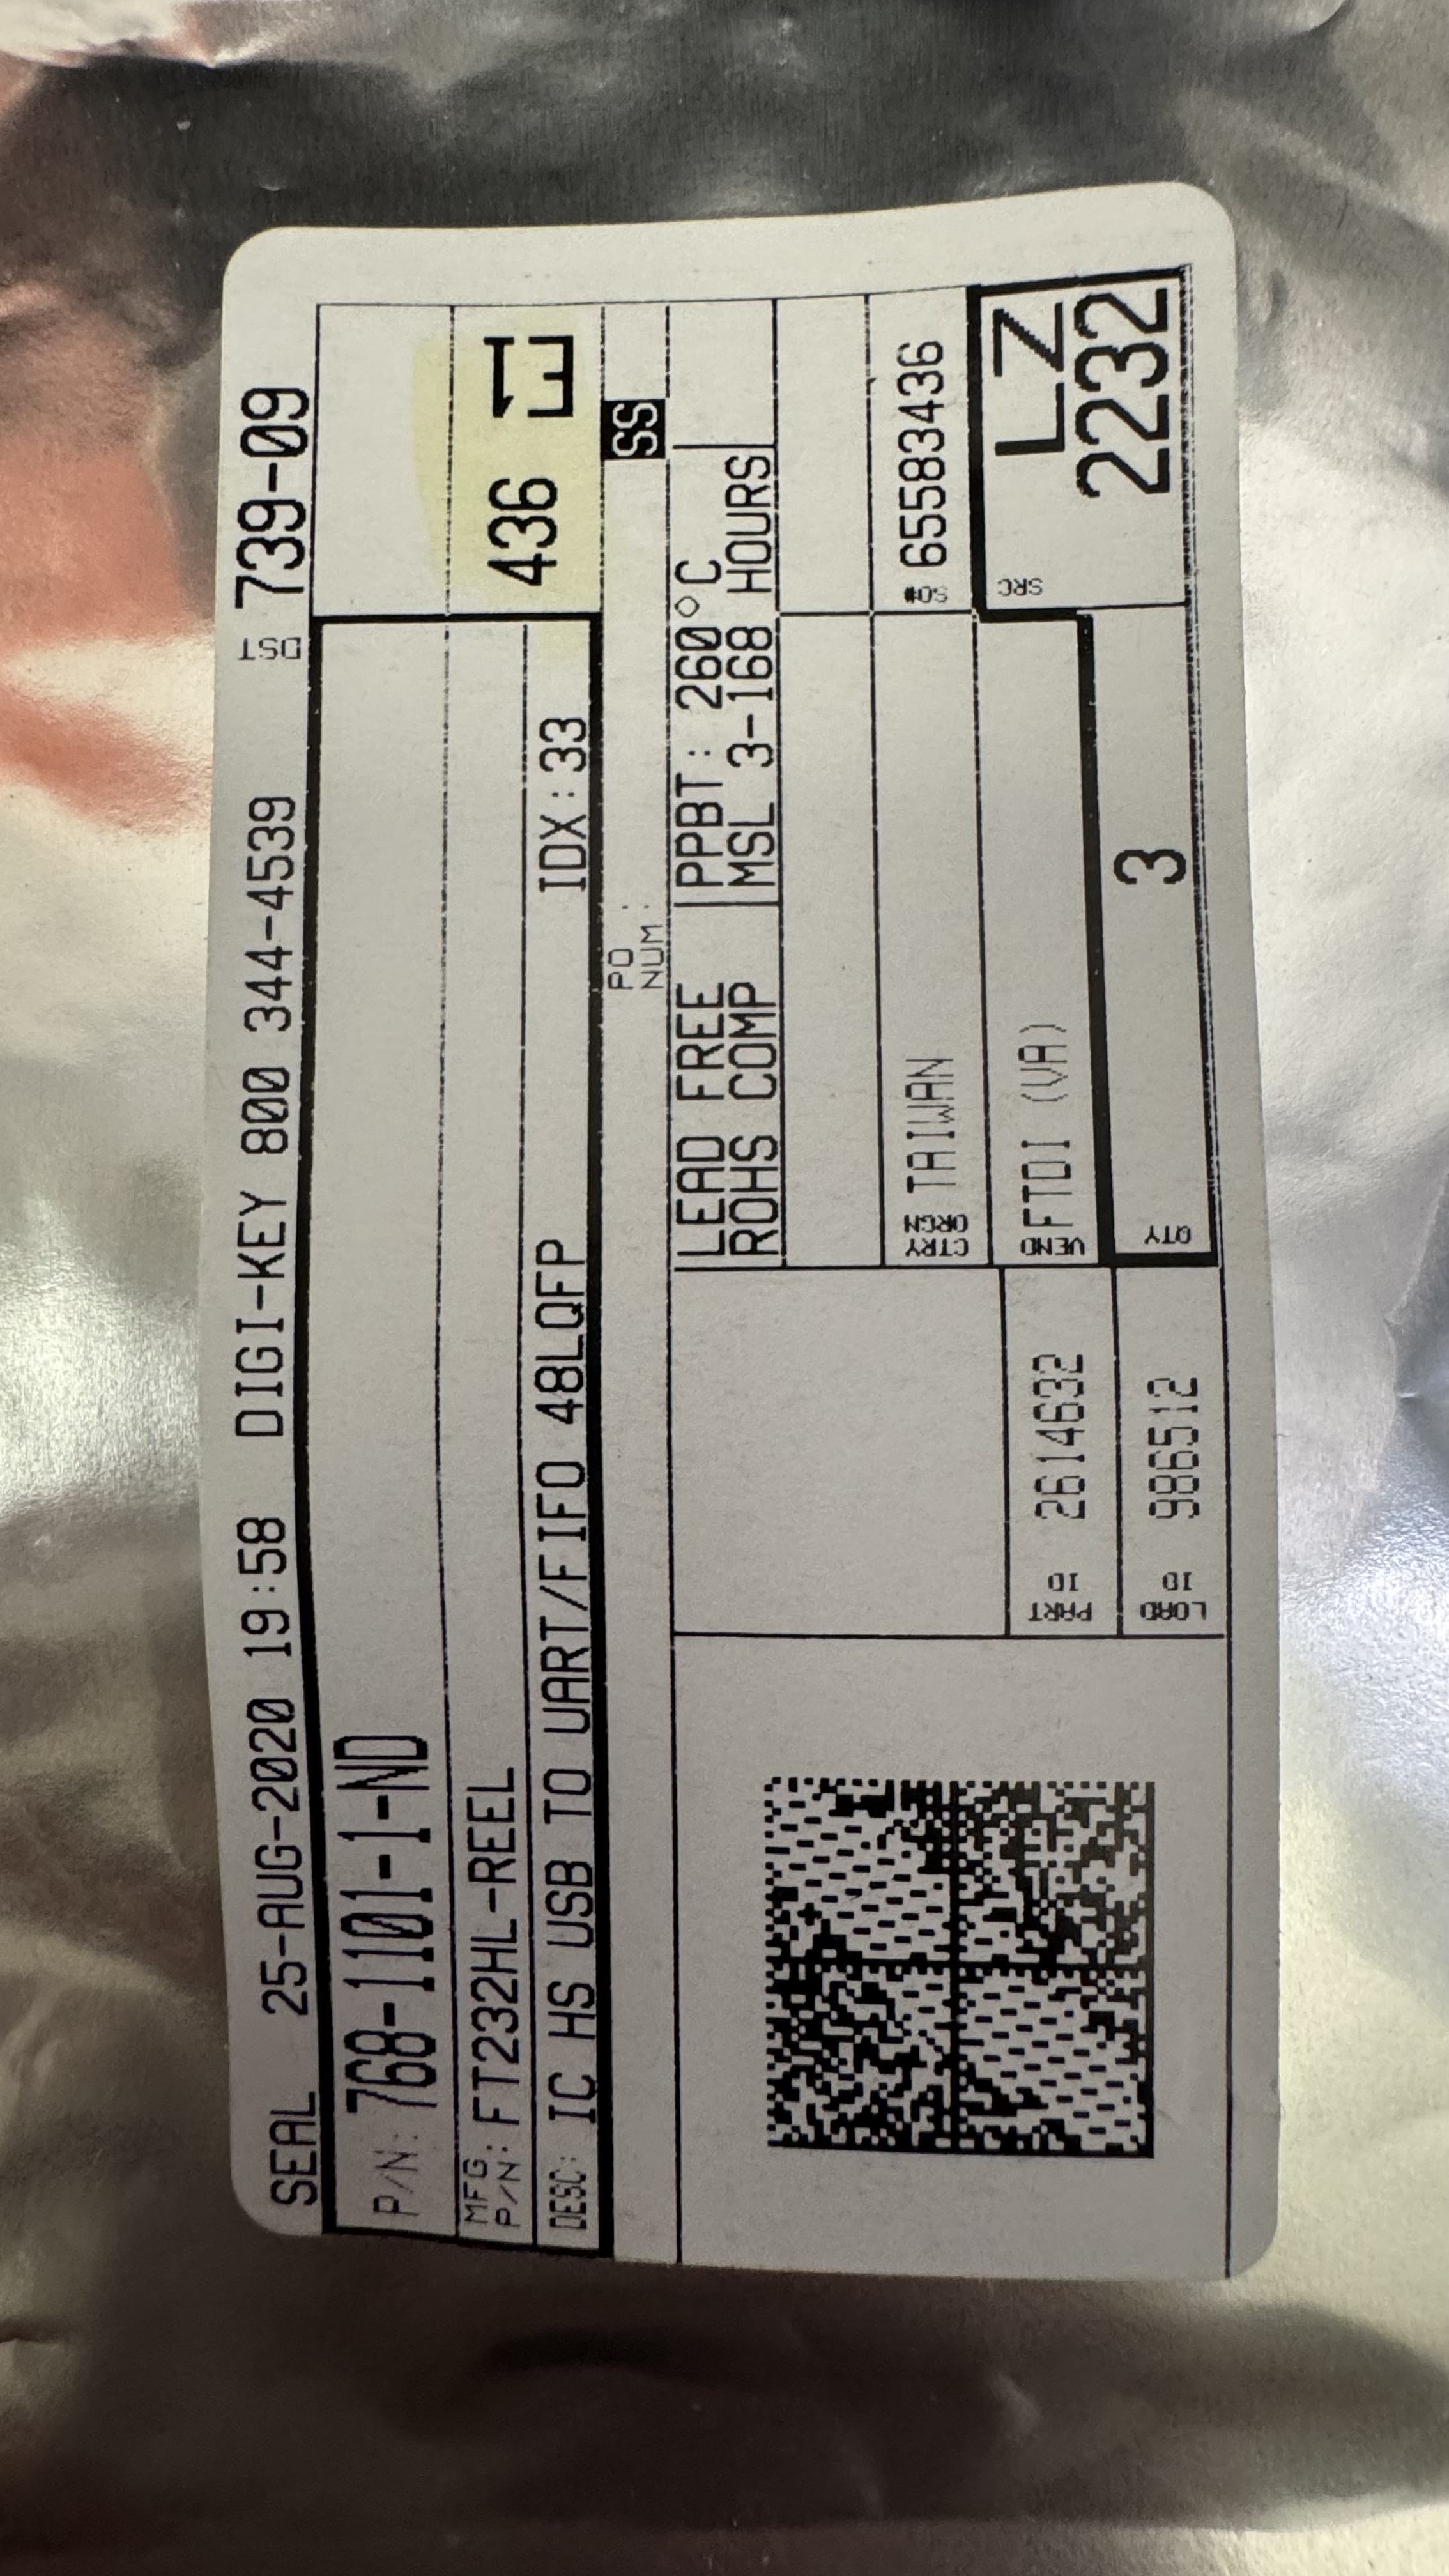 SEAL 25-AUG-2020 19:58 DIGI-KEY 800 344-4539 DST 739-09
P/N: 768-1101-1-ND
MFG P/N: FT232HL-REEL
436 E1
DESC: IC HS USB TO UART/FIFO 48LQFP IDX:33
PO NUM: SS
LEAD FREE PPBT: 260°C
ROHS COMP MSL 3-168 HOURS
CTRY ORGN TAIWAN SO# 65583436
PART ID 2614632 VEND FTDI (VA) SRC LZ
LOAD ID 986512 QTY 3 2232